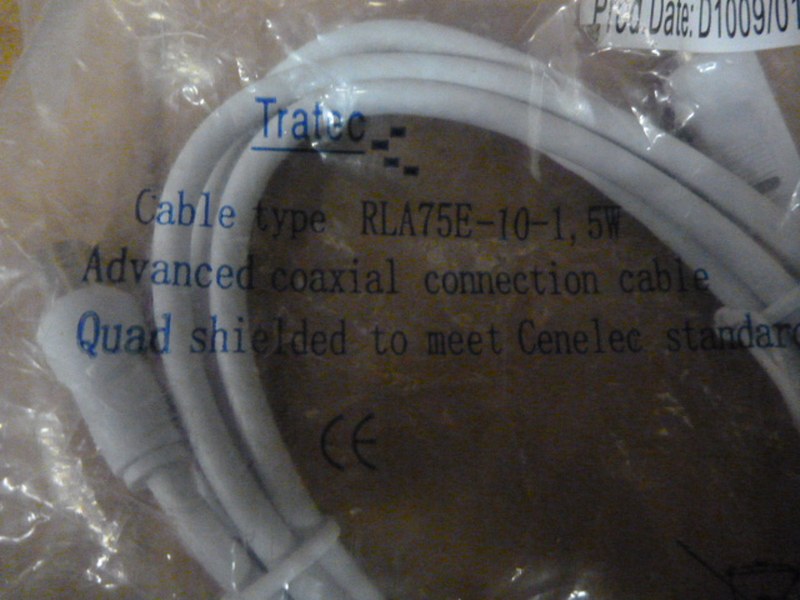 Prod. Date: D1009/01
Tratec
Cable type RLA75E-10-1,5W
Advanced coaxial connection cable
Quad shielded to meet Cenelec standard
CE